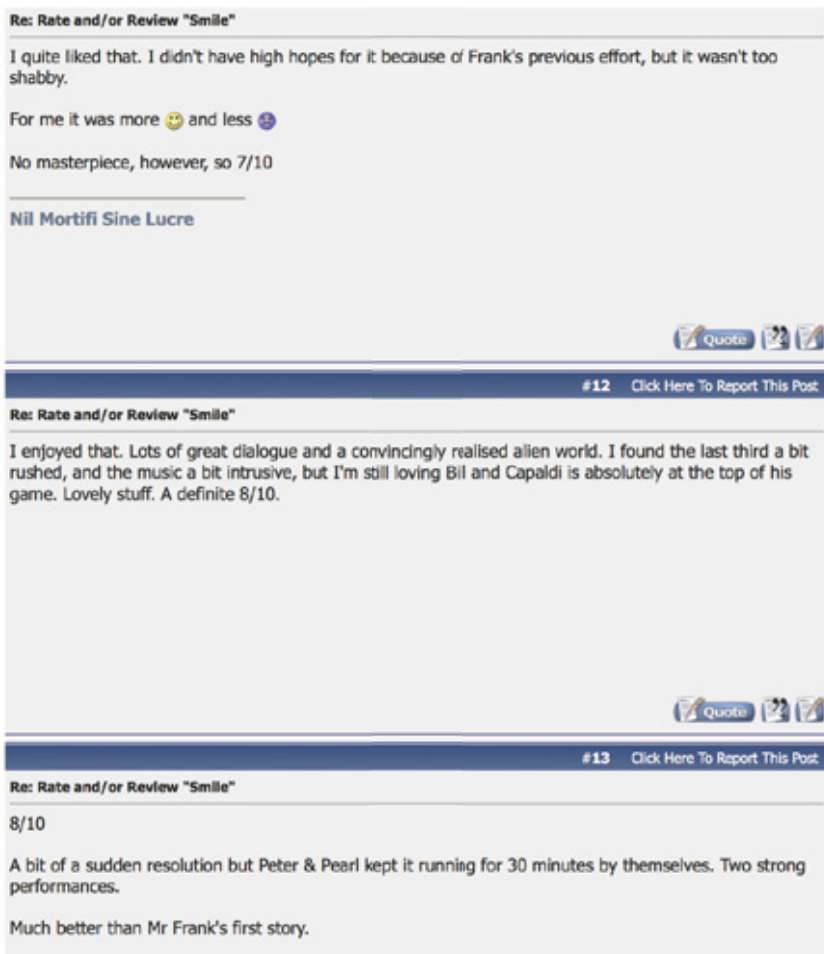 Re: Rate and/or Review "Smile"
I quite liked that. I didn't have high hopes for it because of Frank's previous effort, but it wasn't too
shabby.
For me it was more and less
No masterpiece, however, so 7/10
Nil Mortifi Sine Lucre
Quote
#12 Click Here To Report This Post
Re: Rate and/or Review "Smile"
I enjoyed that. Lots of great dialogue and a convincingly realised alien world. I found the last third a bit
rushed, and the music a bit intrusive, but I'm still loving Bil and Capaldi is absolutely at the top of his
game. Lovely stuff. A definite 8/10.
Quote
#13 Click Here To Report This Post
Re: Rate and/or Review "Smile"
8/10
A bit of a sudden resolution but Peter & Pearl kept it running for 30 minutes by themselves. Two strong
performances.
Much better than Mr Frank's first story.